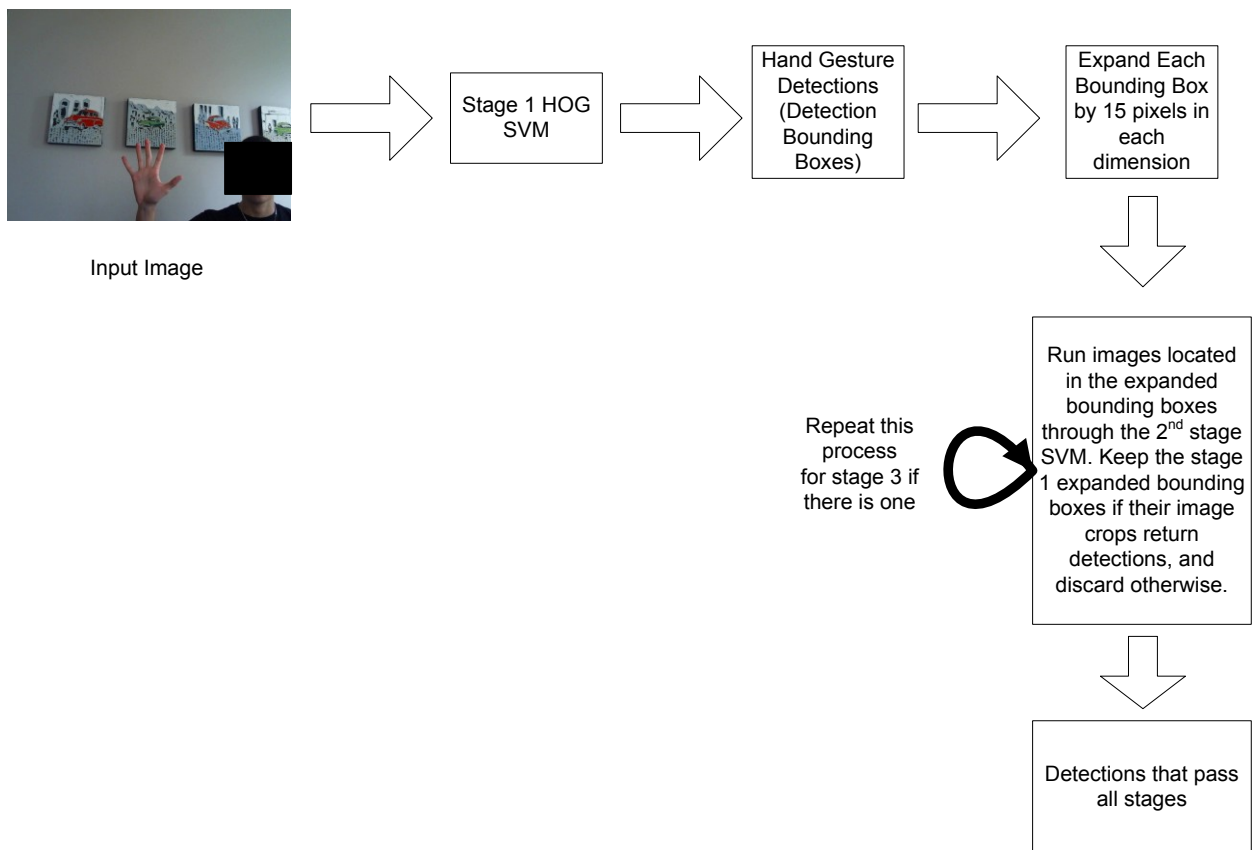 Stage 1 HOG
SVM
Hand Gesture
Detections
(Detection
Bounding
Boxes)
Expand Each
Bounding Box
by 15 pixels in
each
dimension
Input Image
Run images located
in the expanded
bounding boxes
through the 2nd stage
SVM. Keep the stage
1 expanded bounding
boxes if their image
crops return
detections, and
discard otherwise.
Repeat this
process
for stage 3 if
there is one
Detections that pass
all stages